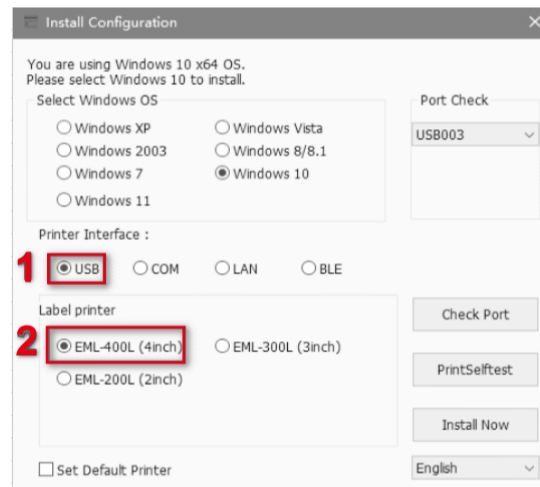 Install Configuration
You are using Windows 10 x64 OS.
Please select Windows 10 to install.
Select Windows OS
Windows XP
Windows Vista
Windows 2003
Windows 8/8.1
Windows 7
Windows 10
Windows 11
Port Check
USB003
Printer Interface :
1
USB
COM
LAN
BLE
Label printer
2
EML-400L (4inch)
EML-300L (3inch)
EML-200L (2inch)
Check Port
PrintSelftest
Install Now
Set Default Printer
English